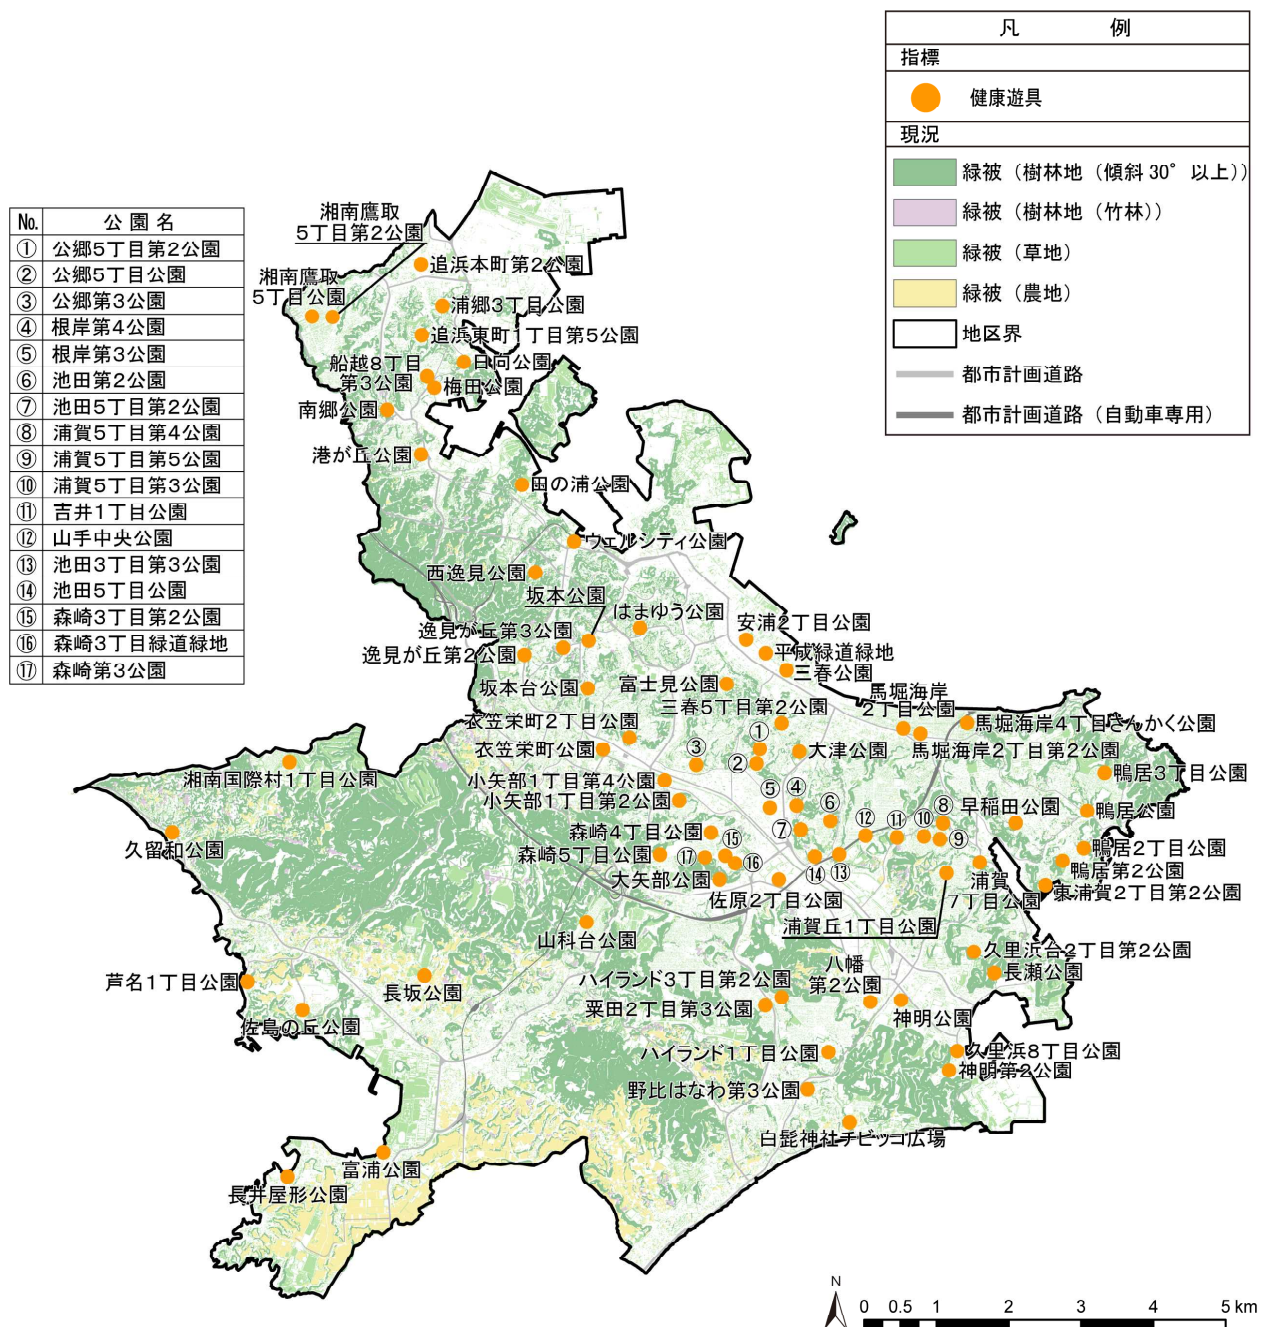 凡 例
指標
健康遊具
現況
緑被（樹林地（傾斜30°以上））
緑被（樹林地（竹林））
緑被（草地）
緑被（農地）
地区界
都市計画道路
都市計画道路（自動車専用）
No. 公園名
① 公郷5丁目第2公園
② 公郷5丁目公園
③ 公郷第3公園
④ 根岸第4公園
⑤ 根岸第3公園
⑥ 池田第2公園
⑦ 池田5丁目第2公園
⑧ 浦賀5丁目第4公園
⑨ 浦賀5丁目第5公園
⑩ 浦賀5丁目第3公園
⑪ 吉井1丁目公園
⑫ 山手中央公園
⑬ 池田3丁目第3公園
⑭ 池田5丁目公園
⑮ 森崎3丁目第2公園
⑯ 森崎3丁目緑道緑地
⑰ 森崎第3公園
湘南鷹取
5丁目第2公園
追浜本町第2公園
湘南鷹取
5丁目公園
浦郷3丁目公園
追浜東町1丁目第5公園
船越8丁目
第3公園
日向公園
梅田公園
南郷公園
港が丘公園
田の浦公園
ウェルシティ公園
西逸見公園
坂本公園
はまゆう公園
逸見が丘第3公園
安浦2丁目公園
逸見が丘第2公園
平成緑道緑地
三春公園
坂本台公園
富士見公園
馬堀海岸
2丁目公園
三春5丁目第2公園
衣笠栄町2丁目公園
馬堀海岸4丁目さんかく公園
衣笠栄町公園
①
②
③
大津公園
馬堀海岸2丁目第2公園
湘南国際村1丁目公園
小矢部1丁目第4公園
鴨居3丁目公園
小矢部1丁目第2公園
⑤
④
⑥
⑧
早稲田公園
鴨居公園
久留和公園
森崎4丁目公園
⑦
⑫
⑪
⑩
⑨
森崎5丁目公園
⑰
⑮
⑯
⑭
⑬
鴨居2丁目公園
鴨居第2公園
大矢部公園
浦賀
7丁目公園
東浦賀2丁目第2公園
佐原2丁目公園
浦賀丘1丁目公園
山科台公園
久里浜台2丁目第2公園
長瀬公園
芦名1丁目公園
長坂公園
ハイランド3丁目第2公園
八幡
第2公園
佐島の丘公園
粟田2丁目第3公園
神明公園
ハイランド1丁目公園
久里浜8丁目公園
神明第2公園
野比はなわ第3公園
白髭神社チビッコ広場
富浦公園
長井屋形公園
N
0 0.5 1 2 3 4 5 km